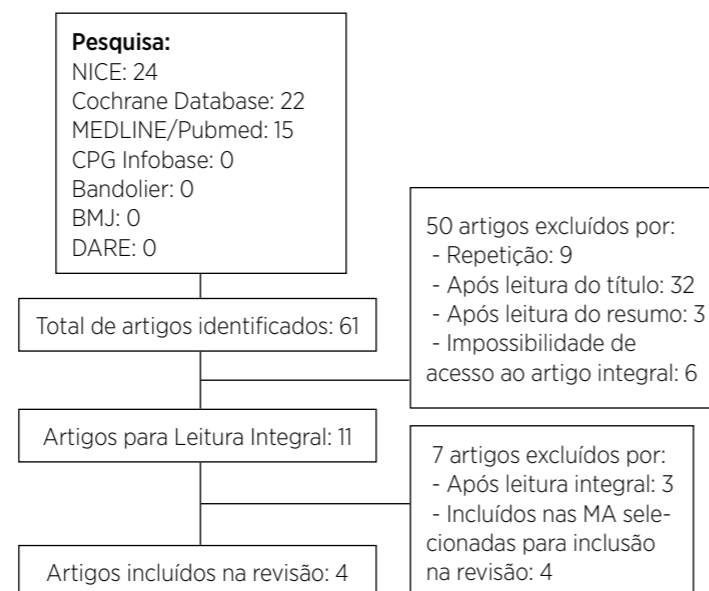 Pesquisa:
NICE: 24
Cochrane Database: 22
MEDLINE/Pubmed: 15
CPG Infobase: 0
Bandolier: 0
BMJ: 0
DARE: 0
Total de artigos identificados: 61
50 artigos excluídos por:
- Repetição: 9
- Após leitura do título: 32
- Após leitura do resumo: 3
- Impossibilidade de
acesso ao artigo integral: 6
Artigos para Leitura Integral: 11
7 artigos excluídos por:
- Após leitura integral: 3
- Incluídos nas MA sele-
cionadas para inclusão
na revisão: 4
Artigos incluídos na revisão: 4